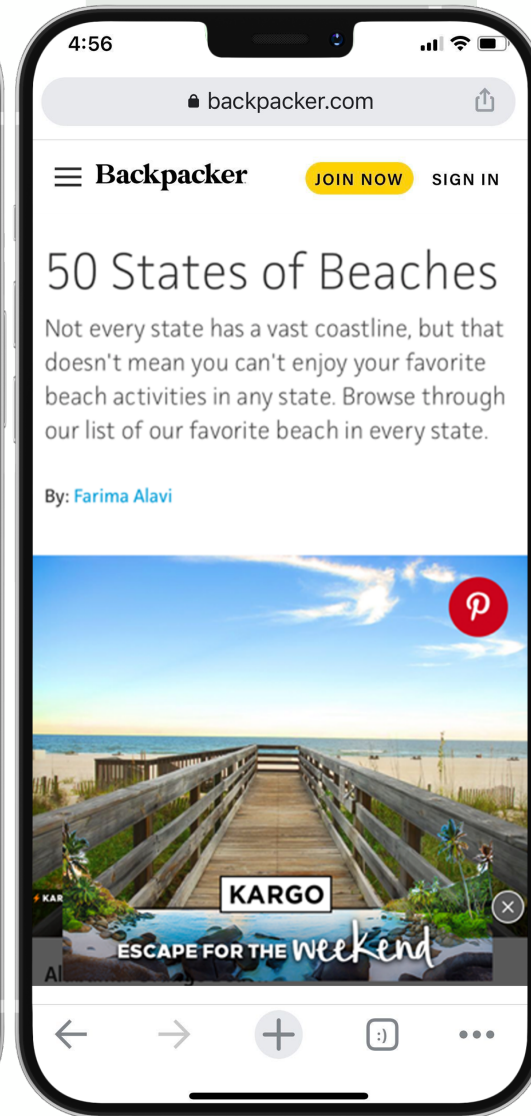 4:56
backpacker.com
Backpacker
JOIN NOW
SIGN IN
50 States of Beaches
Not every state has a vast coastline, but that
doesn't mean you can't enjoy your favorite
beach activities in any state. Browse through
our list of our favorite beach in every state.
By: Farima Alavi
KAR
KARGO
ESCAPE FOR THE weekend
:)